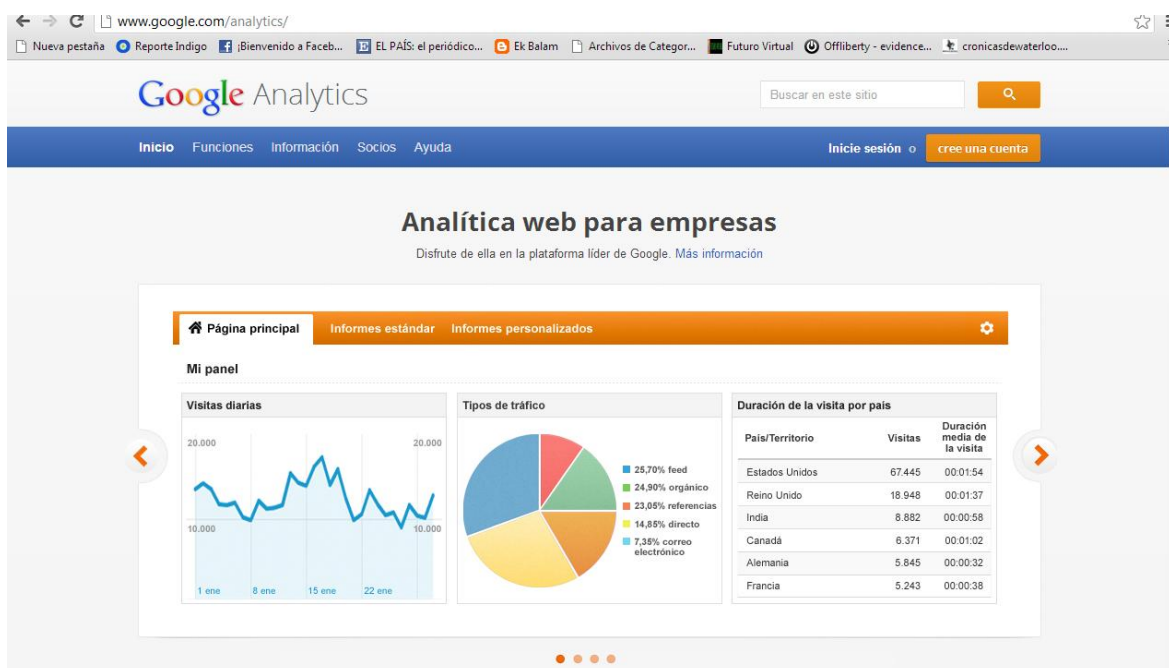 www.google.com/analytics/
Nueva pestaña Reporte Indigo ¡Bienvenido a Faceb... EL PAÍS: el periódico... Ek Balam Archivos de Categor... Futuro Virtual Offliberty - evidence... cronicasdewaterloo....
Google Analytics
Buscar en este sitio
Inicio Funciones Información Socios Ayuda Inicie sesión o cree una cuenta
Analítica web para empresas
Disfrute de ella en la plataforma líder de Google. Más información
Página principal Informes estándar Informes personalizados
Mi panel
Visitas diarias
20.000 20.000
10.000 10.000
1 ene 8 ene 15 ene 22 ene
Tipos de tráfico
25,70% feed
24,90% orgánico
23,05% referencias
14,85% directo
7,35% correo
electrónico
Duración de la visita por país
País/Territorio Visitas Duración
media de
la visita
Estados Unidos 67.445 00:01:54
Reino Unido 18.948 00:01:37
India 8.882 00:00:58
Canadá 6.371 00:01:02
Alemania 5.845 00:00:32
Francia 5.243 00:00:38